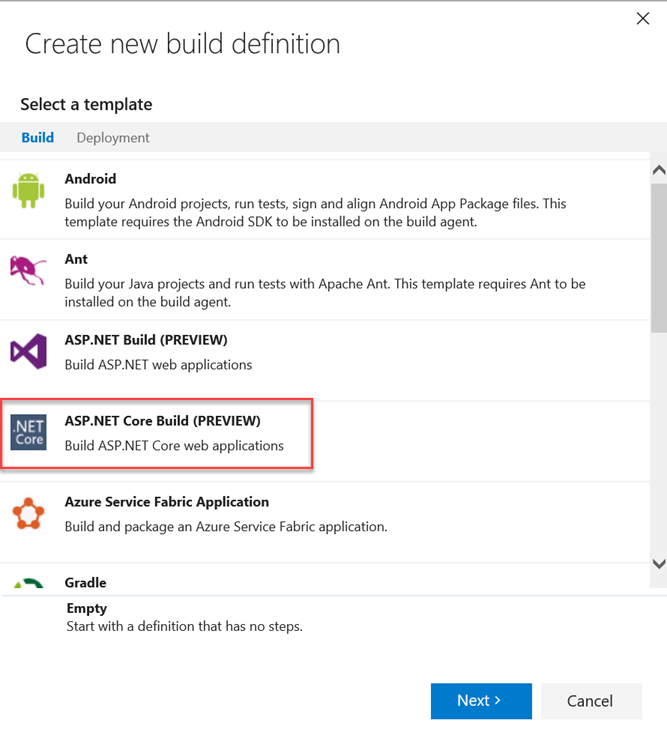 Create new build definition
Select a template
Build Deployment
Android
Build your Android projects, run tests, sign and align Android App Package files. This
template requires the Android SDK to be installed on the build agent.
Ant
Build your Java projects and run tests with Apache Ant. This template requires Ant to be
installed on the build agent.
ASP.NET Build (PREVIEW)
Build ASP.NET web applications
.NET
Core
ASP.NET Core Build (PREVIEW)
Build ASP.NET Core web applications
Azure Service Fabric Application
Build and package an Azure Service Fabric application.
Gradle
Empty
Start with a definition that has no steps.
Next >
Cancel